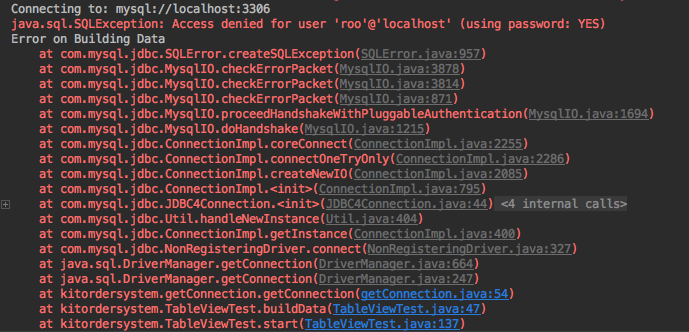 Connecting to: mysql://localhost:3306
java.sql.SQLException: Access denied for user 'roo'@'localhost' (using password: YES)
Error on Building Data
at com.mysql.jdbc.SQLError.createSQLException(SQLError.java:957)
at com.mysql.jdbc.MysqlIO.checkErrorPacket(MysqlIO.java:3878)
at com.mysql.jdbc.MysqlIO.checkErrorPacket(MysqlIO.java:3814)
at com.mysql.jdbc.MysqlIO.checkErrorPacket(MysqlIO.java:871)
at com.mysql.jdbc.MysqlIO.proceedHandshakeWithPluggableAuthentication(MysqlIO.java:1694)
at com.mysql.jdbc.MysqlIO.doHandshake(MysqlIO.java:1215)
at com.mysql.jdbc.ConnectionImpl.coreConnect(ConnectionImpl.java:2255)
at com.mysql.jdbc.ConnectionImpl.connectOneTryOnly(ConnectionImpl.java:2286)
at com.mysql.jdbc.ConnectionImpl.createNewIO(ConnectionImpl.java:2085)
at com.mysql.jdbc.ConnectionImpl.<init>(ConnectionImpl.java:795)
at com.mysql.jdbc.JDBC4Connection.<init>(JDBC4Connection.java:44) <4 internal calls>
at com.mysql.jdbc.Util.handleNewInstance(Util.java:404)
at com.mysql.jdbc.ConnectionImpl.getInstance(ConnectionImpl.java:400)
at com.mysql.jdbc.NonRegisteringDriver.connect(NonRegisteringDriver.java:327)
at java.sql.DriverManager.getConnection(DriverManager.java:664)
at java.sql.DriverManager.getConnection(DriverManager.java:247)
at kitordersystem.getConnection.getConnection(getConnection.java:54)
at kitordersystem.TableViewTest.buildData(TableViewTest.java:47)
at kitordersystem.TableViewTest.start(TableViewTest.java:137)